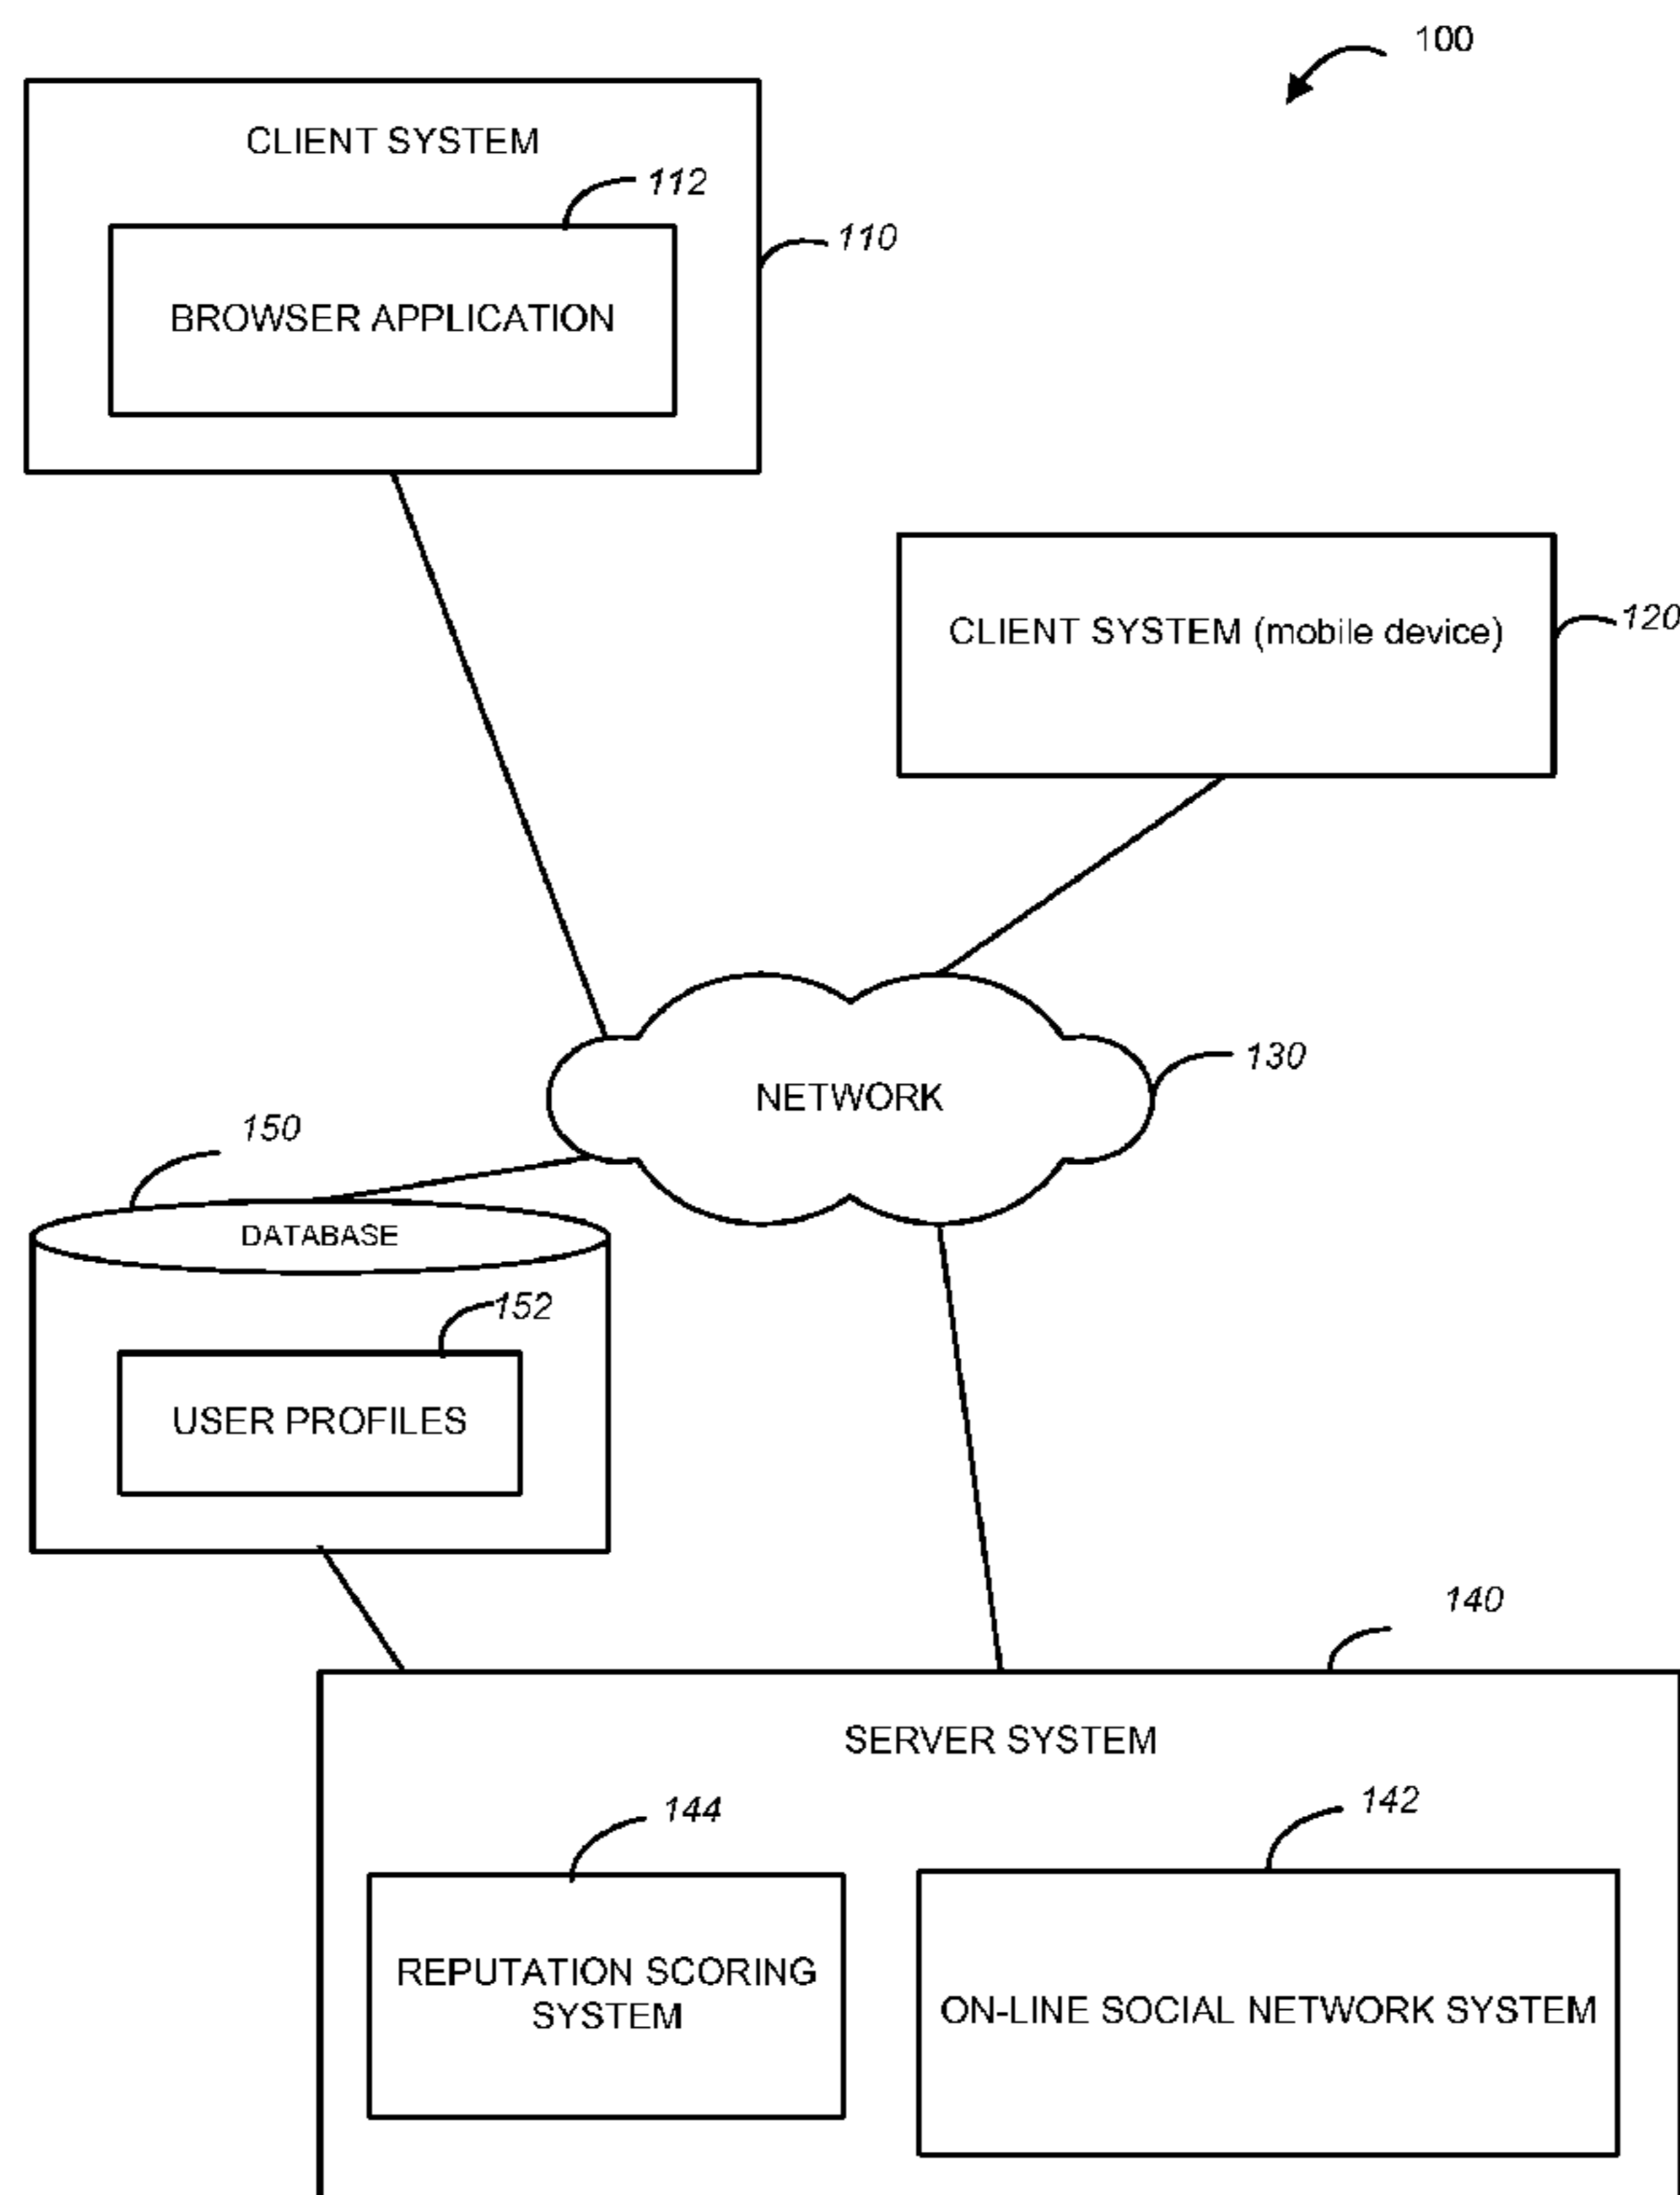 100
CLIENT SYSTEM
112
110
BROWSER APPLICATION
CLIENT SYSTEM (mobile device)
120
130
NETWORK
150
DATABASE
152
USER PROFILES
140
SERVER SYSTEM
144
142
REPUTATION SCORING
SYSTEM
ON-LINE SOCIAL NETWORK SYSTEM